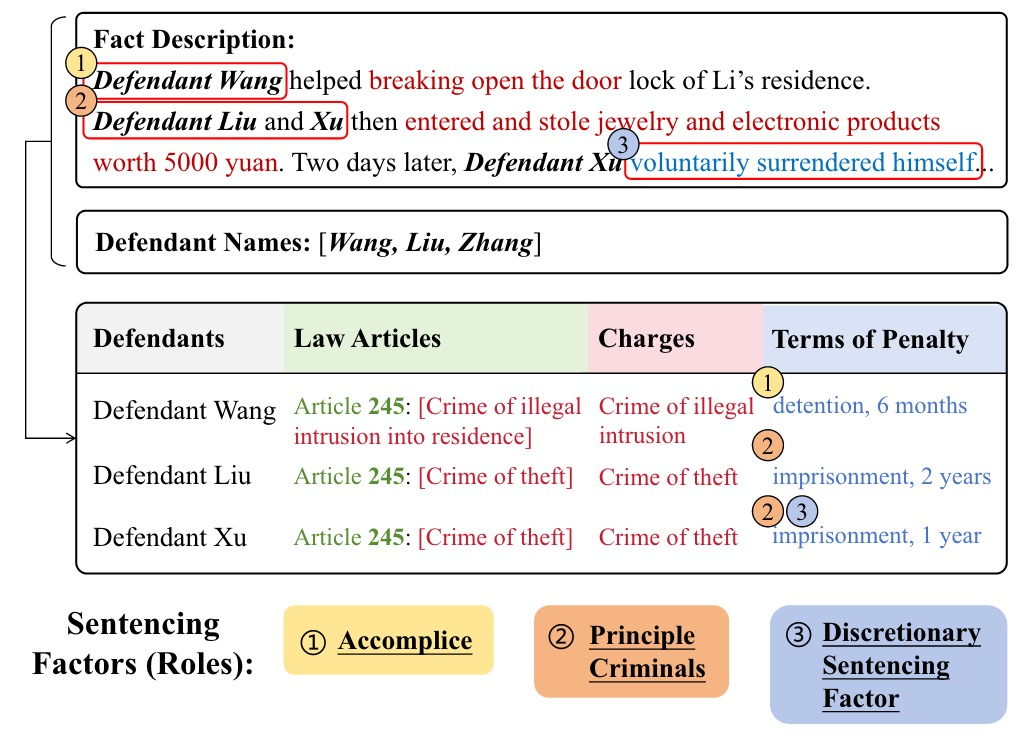 Fact Description:
1
Defendant Wang helped breaking open the door lock of Li's residence.
2
Defendant Liu and Xu then entered and stole jewelry and electronic products
3
worth 5000 yuan. Two days later, Defendant Xu voluntarily surrendered himself...
Defendant Names: [Wang, Liu, Zhang]
Defendants Law Articles Charges Terms of Penalty
1
Defendant Wang Article 245: [Crime of illegal Crime of illegal detention, 6 months
intrusion into residence] intrusion
2
Defendant Liu Article 245: [Crime of theft] Crime of theft imprisonment, 2 years
2 3
Defendant Xu Article 245: [Crime of theft] Crime of theft imprisonment, 1 year
Sentencing
Factors (Roles):
① Accomplice
② Principle
Criminals
③ Discretionary
Sentencing
Factor